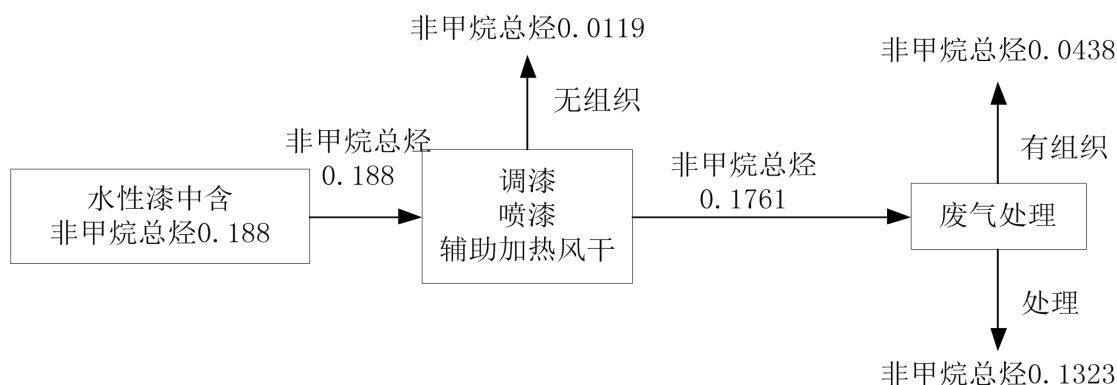 非甲烷总烃0.0119
非甲烷总烃0.0438
无组织
非甲烷总烃
0.188
水性漆中含
非甲烷总烃0.188
调漆
喷漆
辅助加热风干
非甲烷总烃
0.1761
有组织
废气处理
处理
非甲烷总烃0.1323